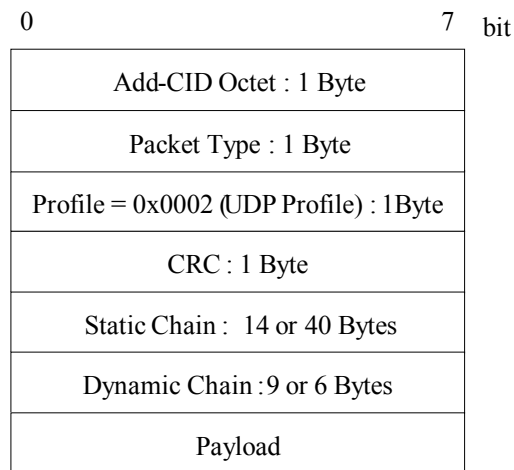 0 7 bit
Add-CID Octet : 1 Byte
Packet Type : 1 Byte
Profile = 0x0002 (UDP Profile) : 1Byte
CRC : 1 Byte
Static Chain : 14 or 40 Bytes
Dynamic Chain :9 or 6 Bytes
Payload